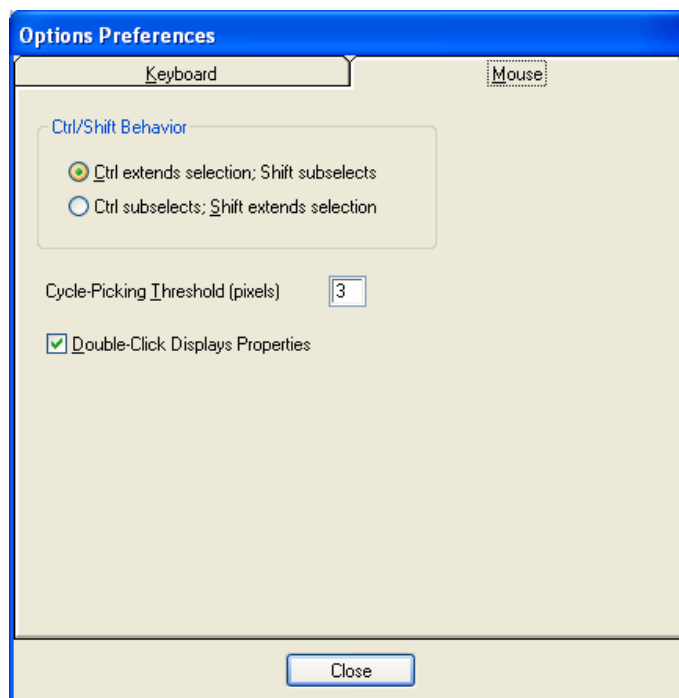 Options Preferences
Keyboard
Mouse
Ctrl/Shift Behavior
Ctrl extends selection; Shift subselects
Ctrl subselects; Shift extends selection
Cycle-Picking Threshold (pixels) 3
Double-Click Displays Properties
Close